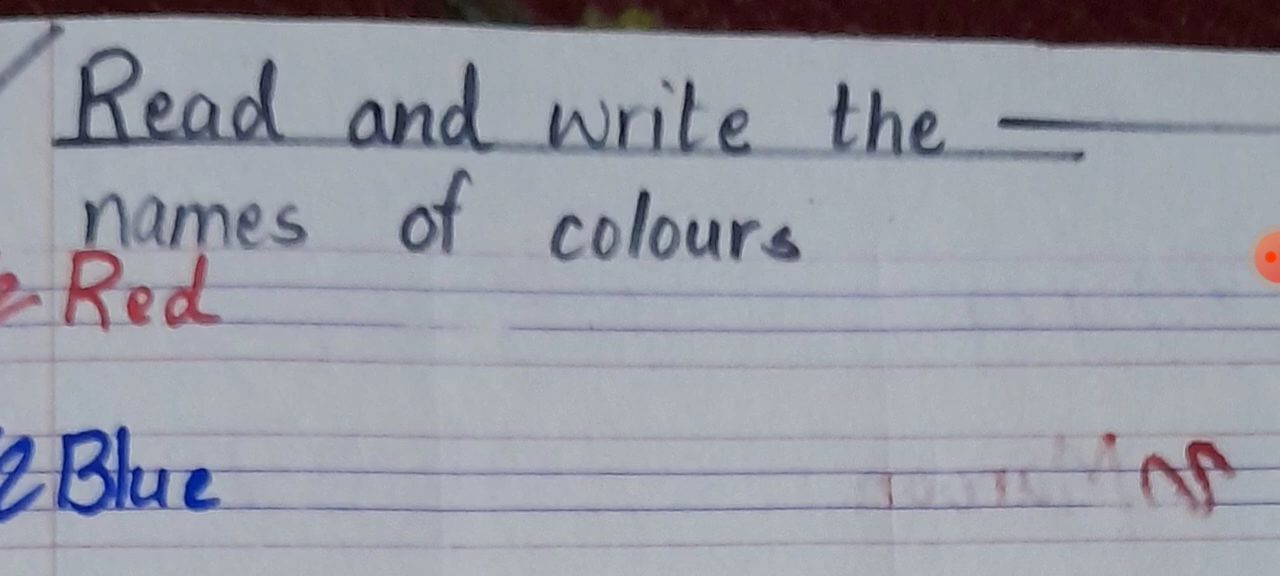 Read and write the
names of colours
Red
Blue